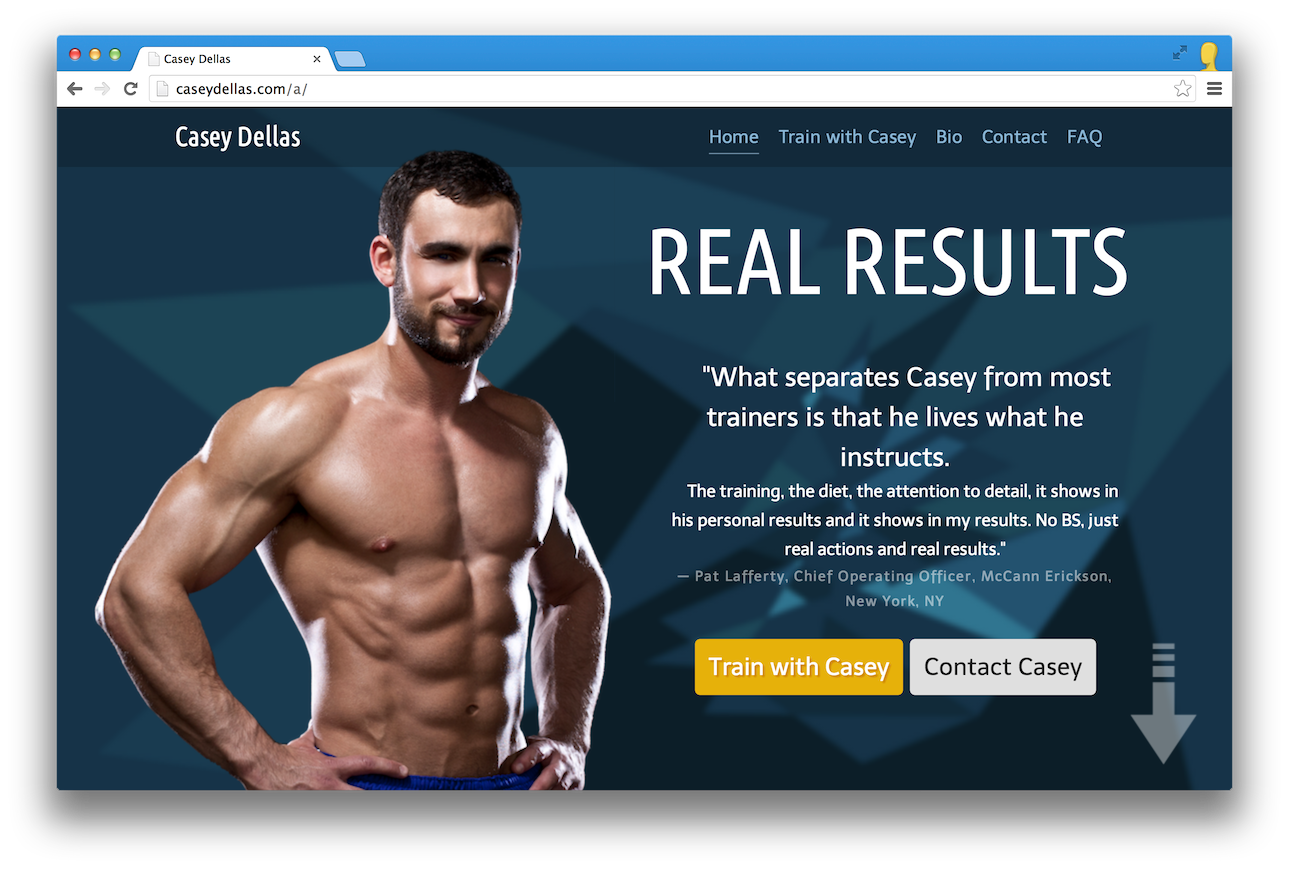 Casey Dellas
caseydellas.com/a/
Casey Dellas
Home Train with Casey Bio Contact FAQ
REAL RESULTS
"What separates Casey from most
trainers is that he lives what he
instructs.
The training, the diet, the attention to detail, it shows in
his personal results and it shows in my results. No BS, just
real actions and real results."
— Pat Lafferty, Chief Operating Officer, McCann Erickson,
New York, NY
Train with Casey Contact Casey